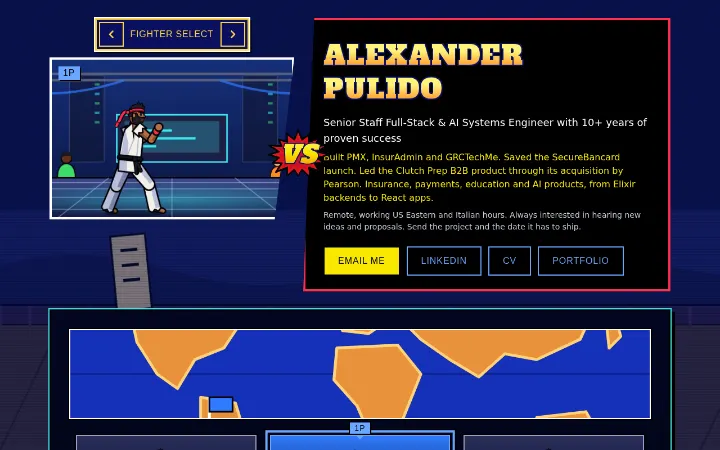 FIGHTER SELECT
1P
VS
ALEXANDER
PULIDO
Senior Staff Full-Stack & AI Systems Engineer with 10+ years of
proven success
Built PMX, InsurAdmin and GRCTechMe. Saved the SecureBancard
launch. Led the Clutch Prep B2B product through its acquisition by
Pearson. Insurance, payments, education and AI products, from Elixir
backends to React apps.
Remote, working US Eastern and Italian hours. Always interested in hearing new
ideas and proposals. Send the project and the date it has to ship.
EMAIL ME
LINKEDIN
CV
PORTFOLIO
1P